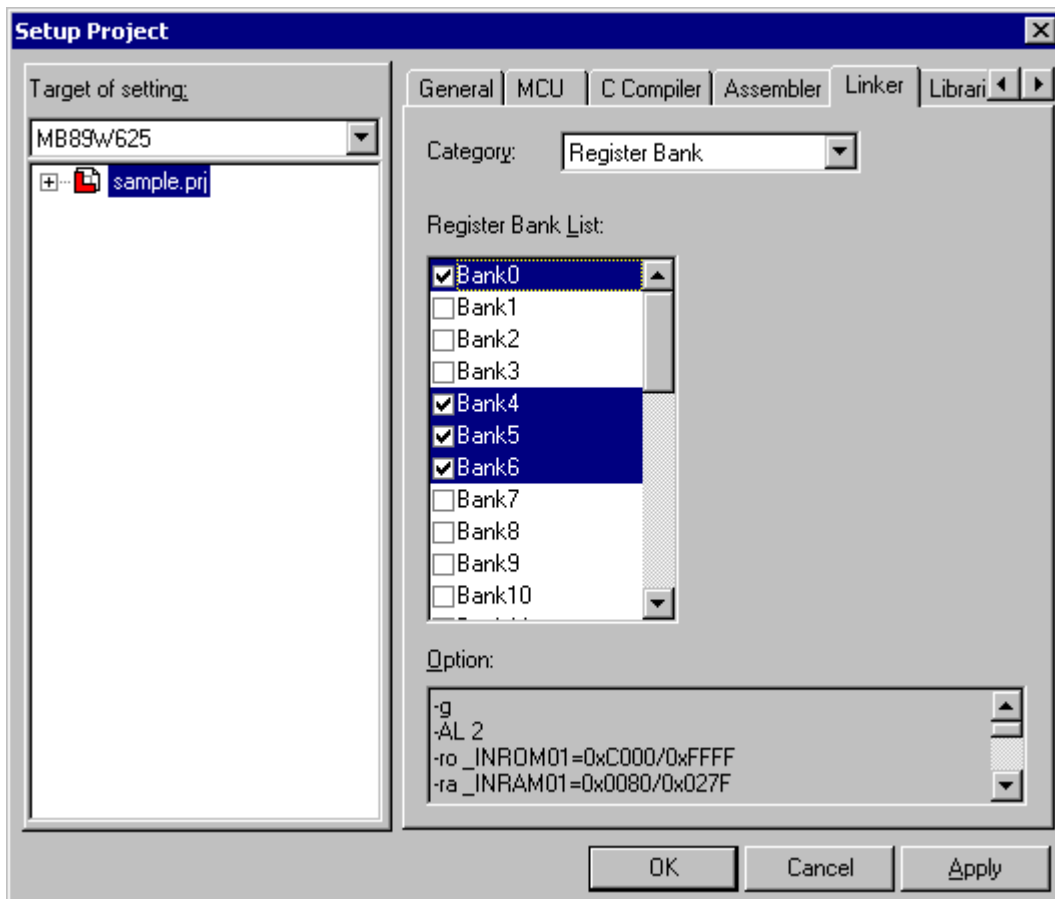 Setup Project
Target of setting:
MB89W625
sample.prj
General
MCU
C Compiler
Assembler
Linker
Librari
Category:
Register Bank
Register Bank List:
Bank0
Bank1
Bank2
Bank3
Bank4
Bank5
Bank6
Bank7
Bank8
Bank9
Bank10
Option:
-g
-AL 2
-ro _INROM01=0xC000/0xFFFF
-ra _INRAM01=0x0080/0x027F
OK
Cancel
Apply